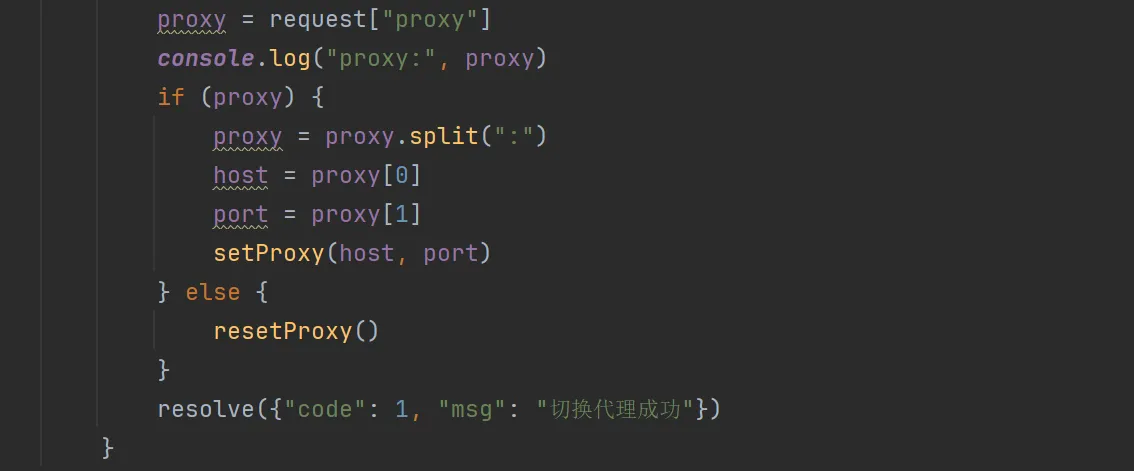 proxy = request["proxy"]
console.log("proxy:", proxy)
if (proxy) {
proxy = proxy.split(":")
host = proxy[0]
port = proxy[1]
setProxy(host, port)
} else {
resetProxy()
}
resolve({"code": 1, "msg": "切换代理成功"})
}